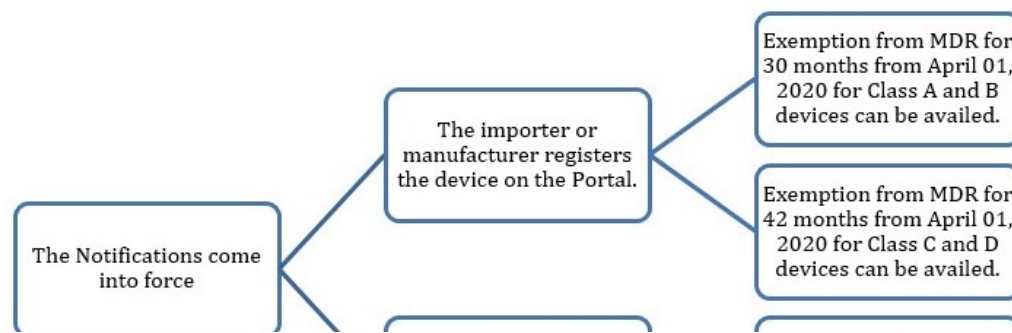 Exemption from MDR for
30 months from April 01,
2020 for Class A and B
devices can be availed.
The importer or
manufacturer registers
the device on the Portal.
Exemption from MDR for
42 months from April 01,
2020 for Class C and D
devices can be availed.
The Notifications come
into force